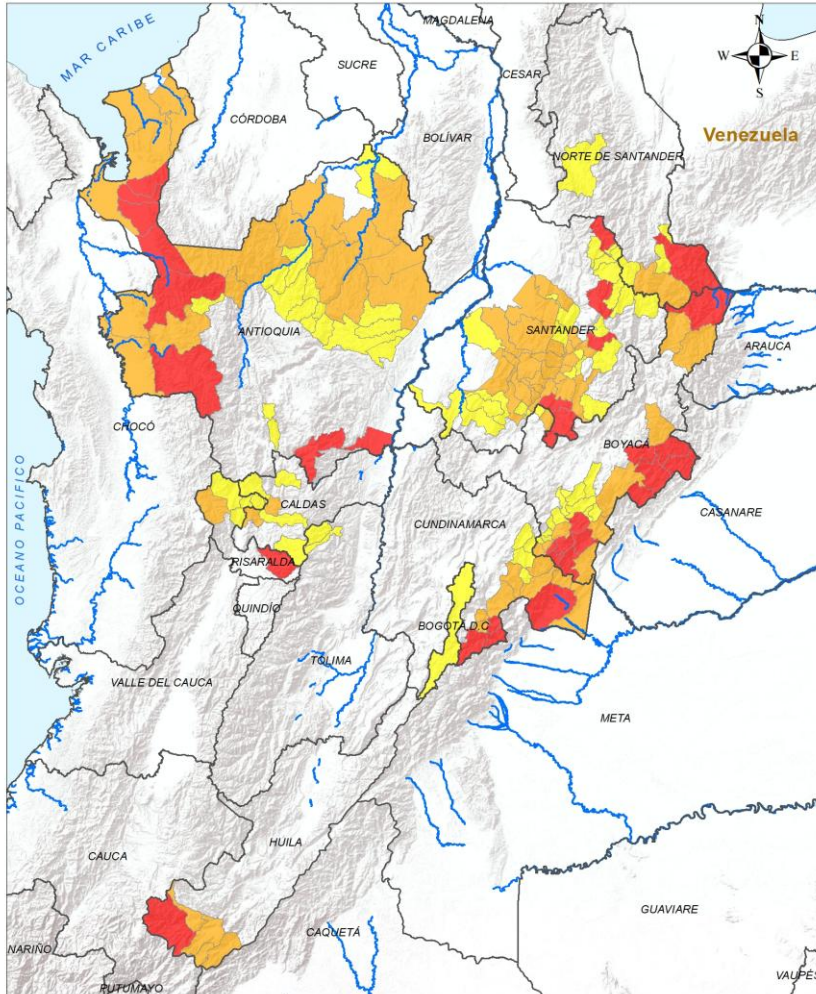 MAGDALENA
N
MAR CARIBE
W
E
SUCRE
CESAR
S
CÓRDOBA
BOLÍVAR
Venezuela
NORTE DE SANTANDER
ANTIOQUIA
SANTANDER
ARAUCA
CHOCÓ
BOYACÁ
CALDAS
CASANARE
CUNDINAMARCA
OCEANO PACIFICO
RISARALDA
QUINDÍO
BOGOTÁ, D.C
TOLIMA
VALLE DEL CAUCA
META
HUILA
CAUCA
GUAVIARE
CAQUETÁ
NARIÑO
PUTUMAYO
VAUPÉS